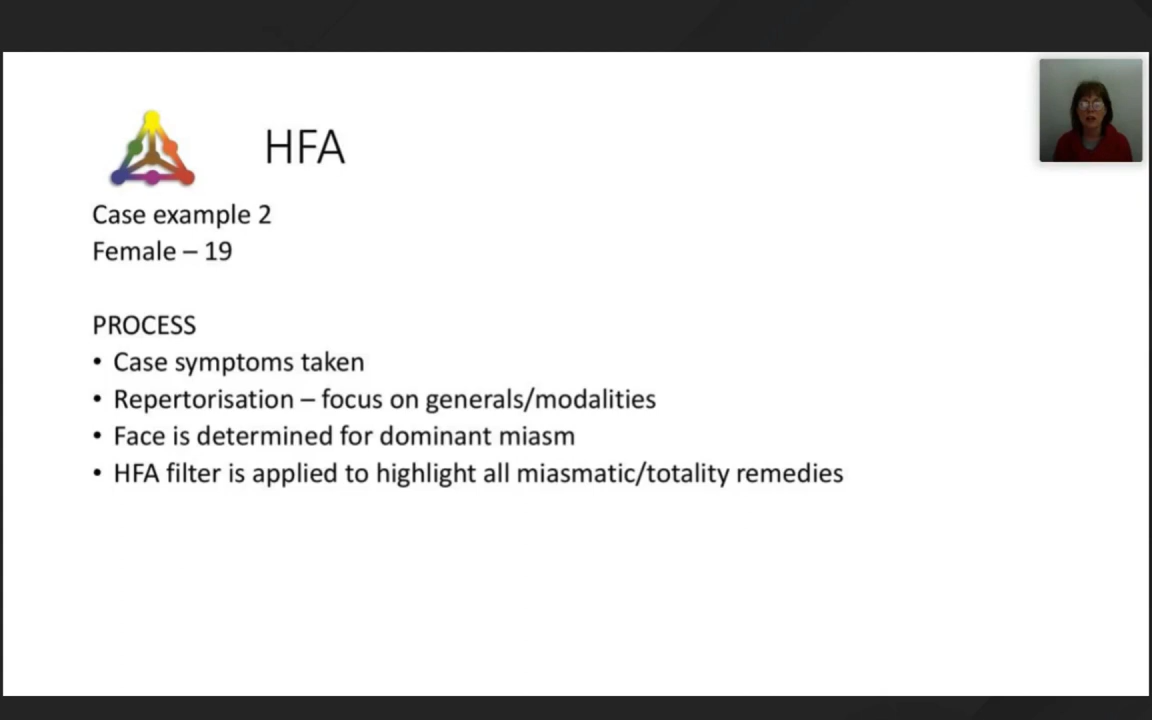 HFA
Case example 2
Female – 19
PROCESS
• Case symptoms taken
• Repertorisation – focus on generals/modalities
• Face is determined for dominant miasm
• HFA filter is applied to highlight all miasmatic/totality remedies